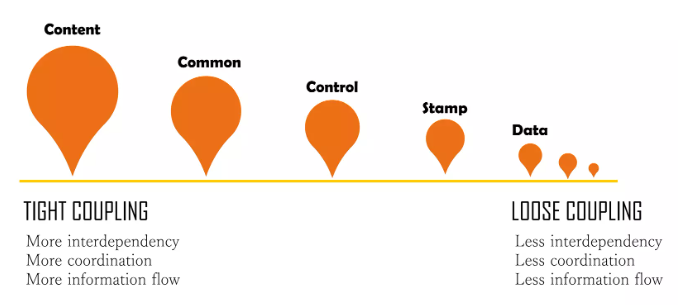 Content
Common
Control
Stamp
Data
TIGHT COUPLING
More interdependency
More coordination
More information flow
LOOSE COUPLING
Less interdependency
Less coordination
Less information flow